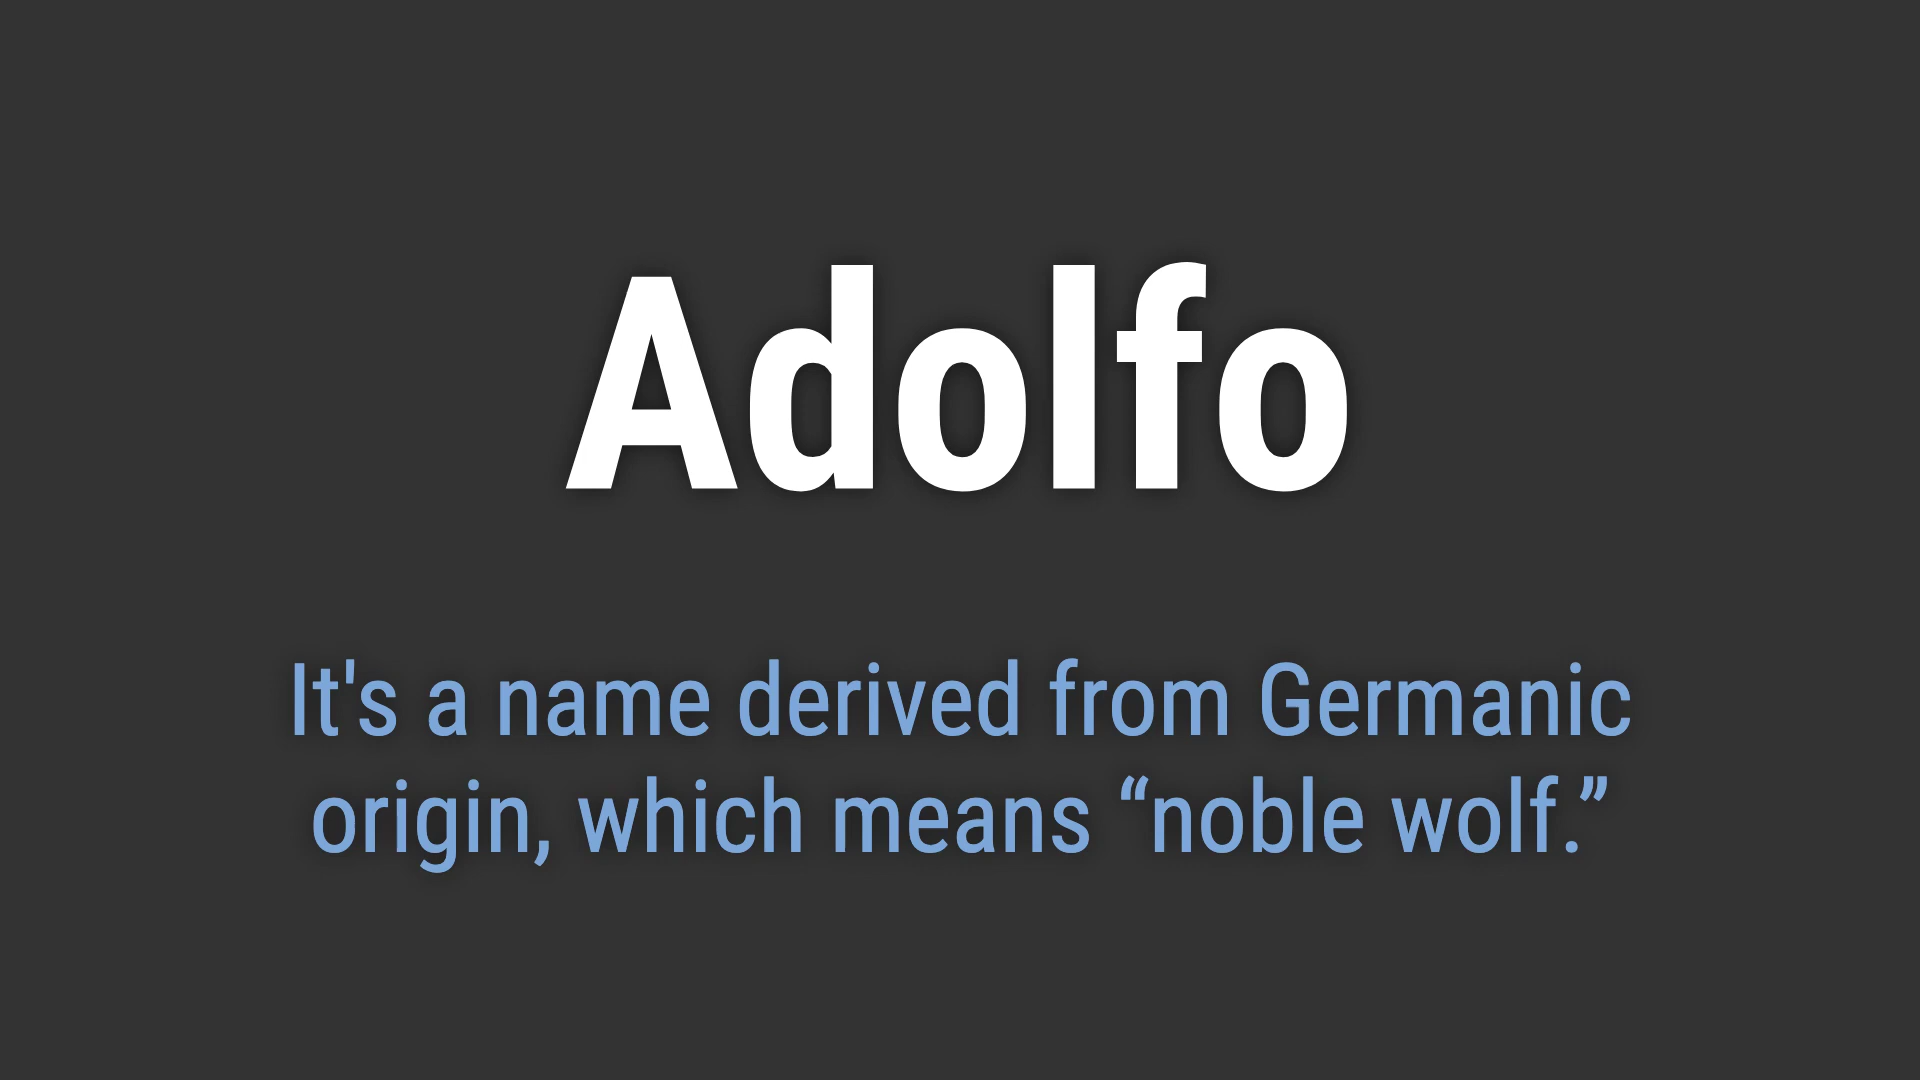 Adolfo
It's a name derived from Germanic
origin, which means “noble wolf.”